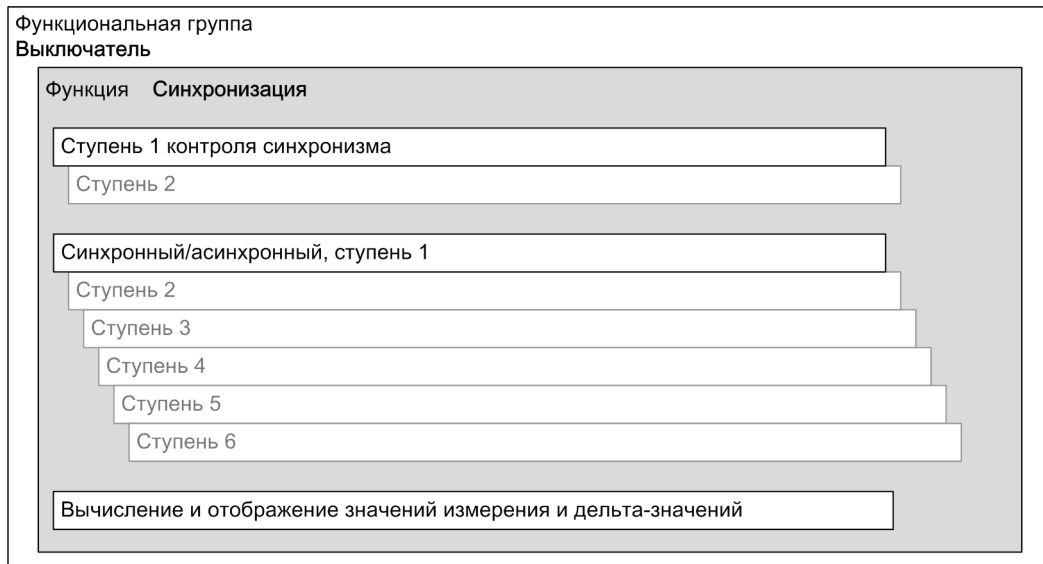 Функциональная группа
Выключатель
Функция Синхронизация
Ступень 1 контроля синхронизма
Ступень 2
Синхронный/асинхронный, ступень 1
Ступень 2
Ступень 3
Ступень 4
Ступень 5
Ступень 6
Вычисление и отображение значений измерения и дельта-значений